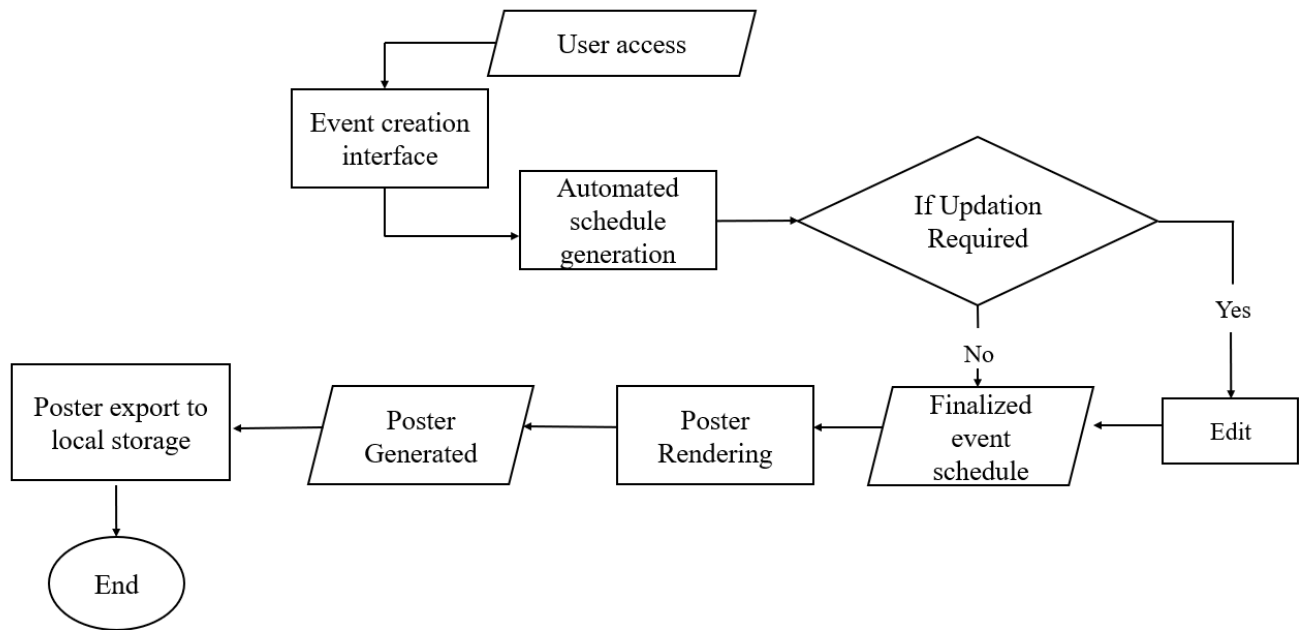 User access
Event creation
interface
Automated
schedule
generation
If Updation
Required
Yes
No
Edit
Finalized
event
schedule
Poster
Rendering
Poster
Generated
Poster export to
local storage
End